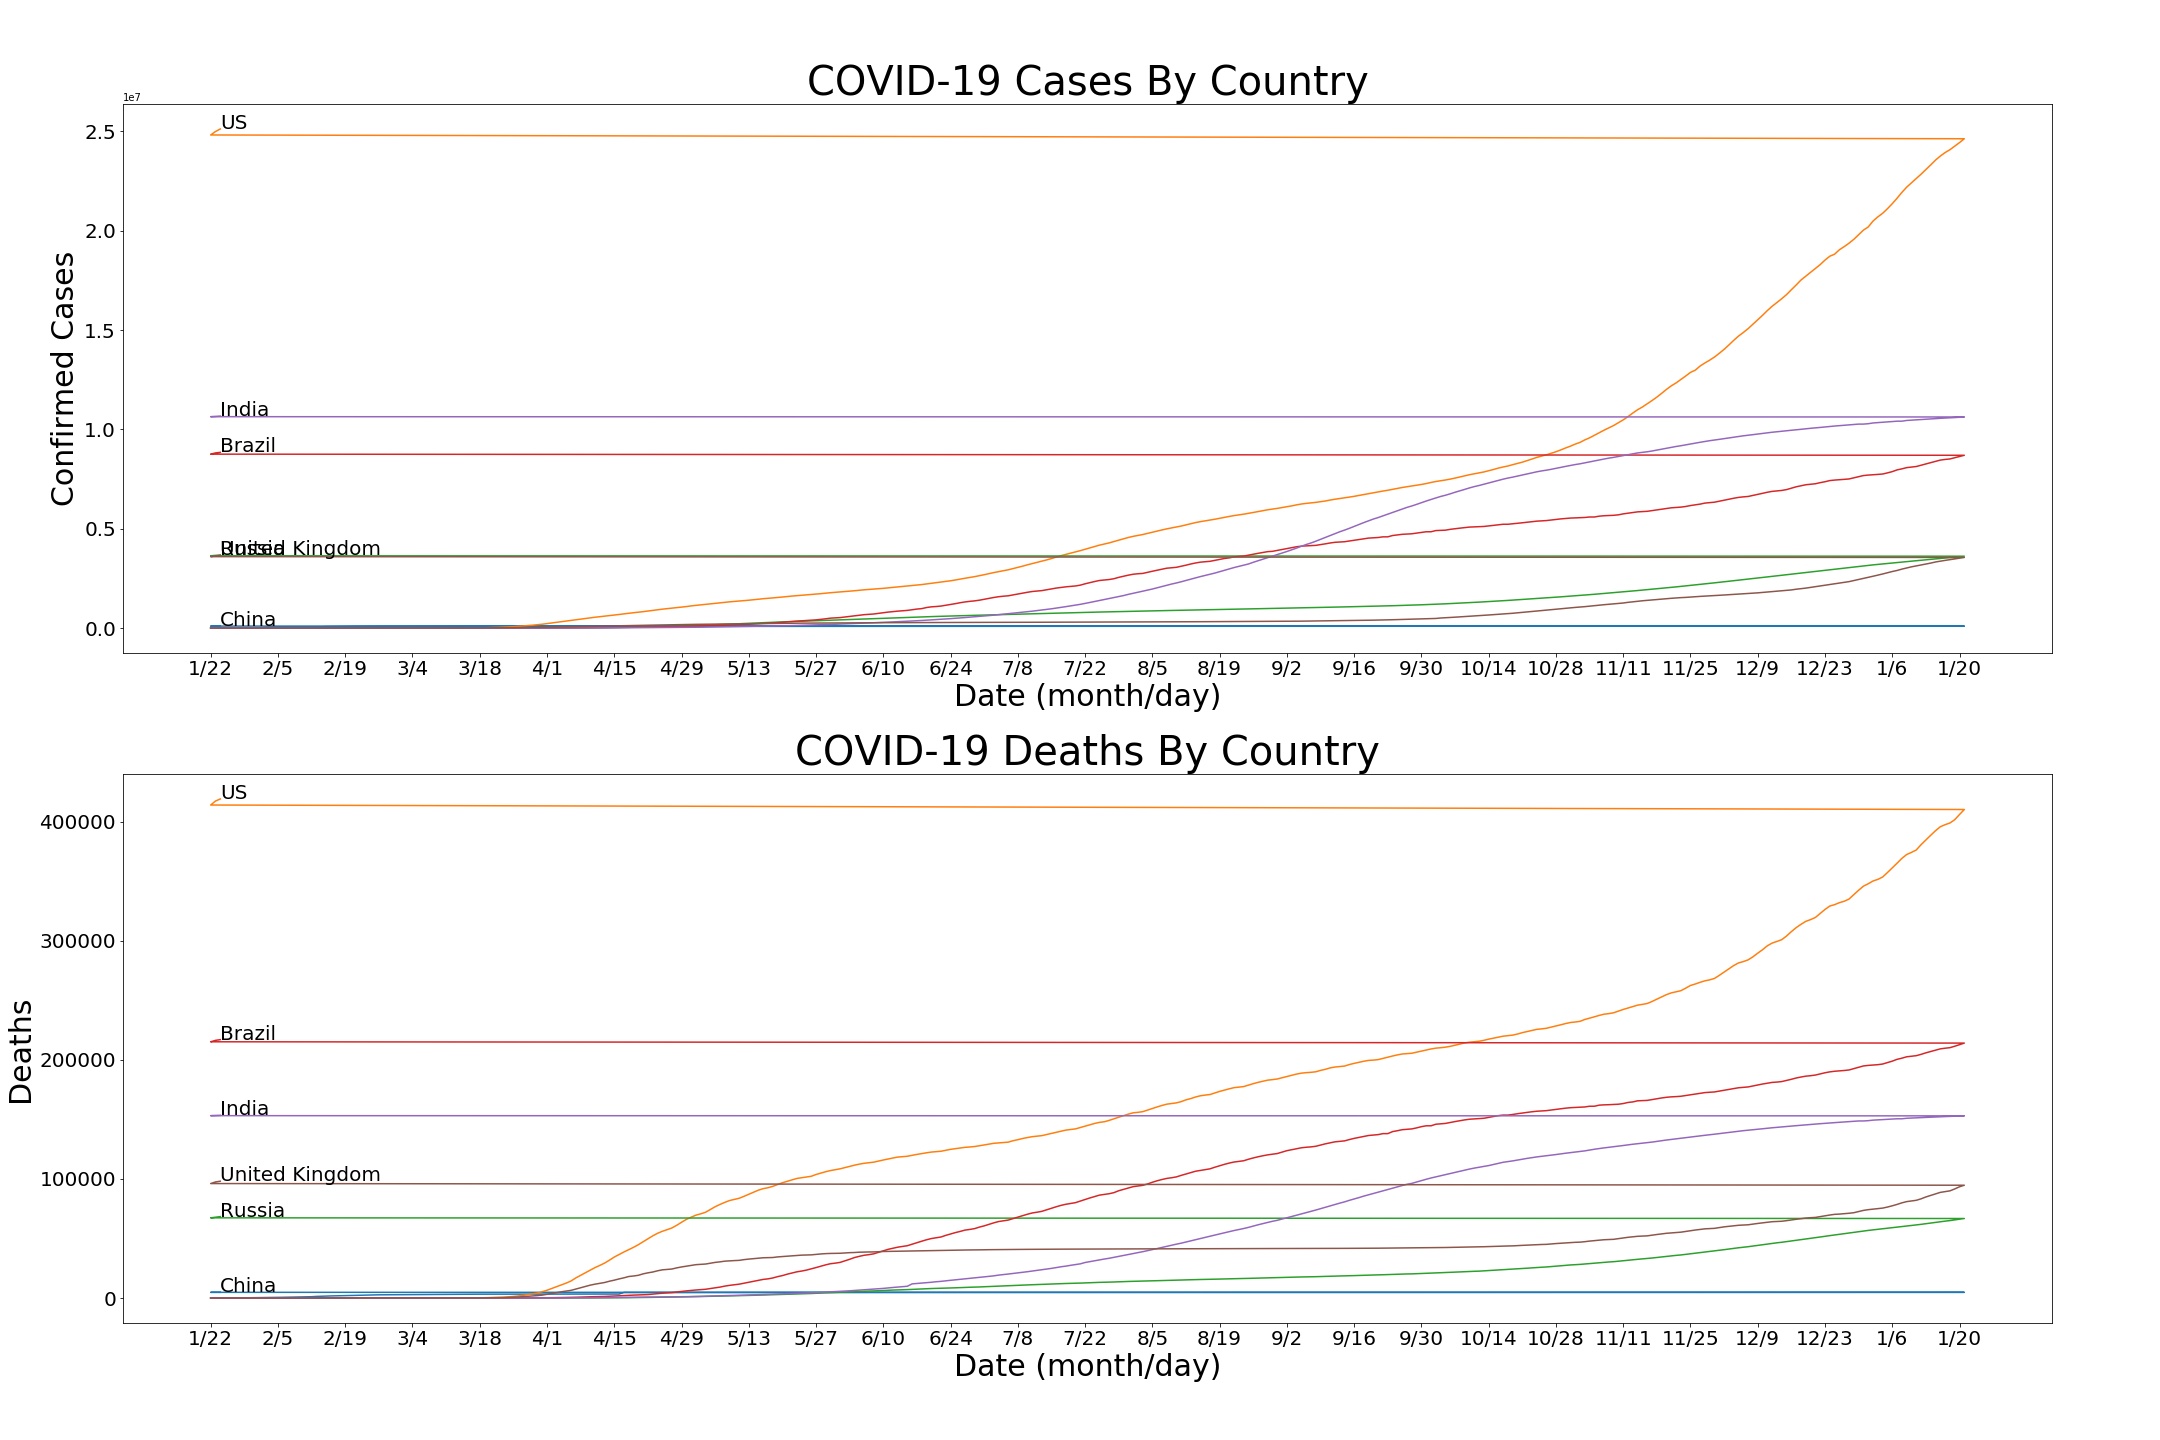 COVID-19 Cases By Country
1e7
US
2.5
2.0
1.5
India
1.0
Brazil
0.5
Russia
United Kingdom
China
0.0
Confirmed Cases
1/22 2/5 2/19 3/4 3/18 4/1 4/15 4/29 5/13 5/27 6/10 6/24 7/8 7/22 8/5 8/19 9/2 9/16 9/30 10/14 10/28 11/11 11/25 12/9 12/23 1/6 1/20
Date (month/day)
COVID-19 Deaths By Country
US
400000
300000
Brazil
200000
India
United Kingdom
100000
Russia
China
0
Deaths
1/22 2/5 2/19 3/4 3/18 4/1 4/15 4/29 5/13 5/27 6/10 6/24 7/8 7/22 8/5 8/19 9/2 9/16 9/30 10/14 10/28 11/11 11/25 12/9 12/23 1/6 1/20
Date (month/day)